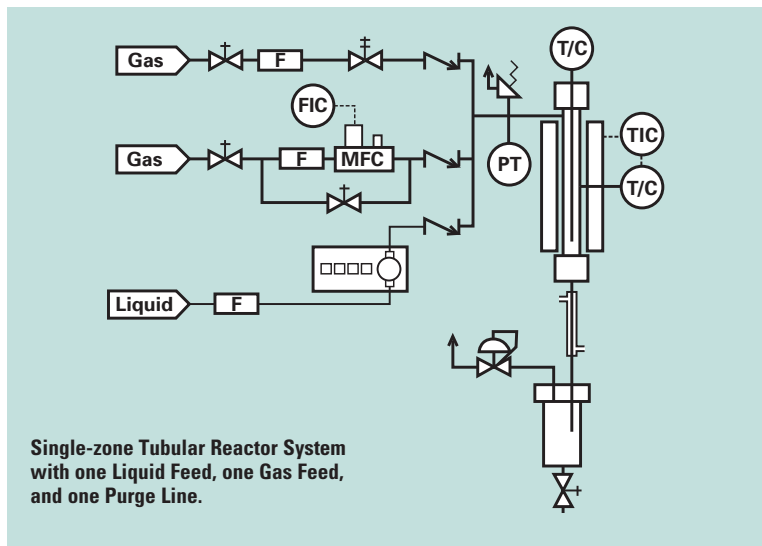 T/C
Gas
F
FIC
TIC
Gas
F
MFC
PT
T/C
Liquid
F
Single-zone Tubular Reactor System
with one Liquid Feed, one Gas Feed,
and one Purge Line.